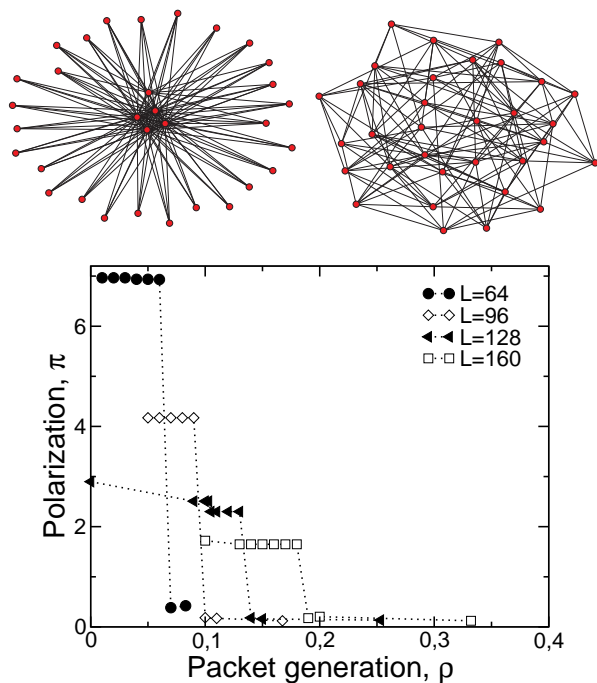 L=64
L=96
L=128
L=160
6
4
2
0
Polarization, π
0
0,1
0,2
0,3
0,4
Packet generation, ρ